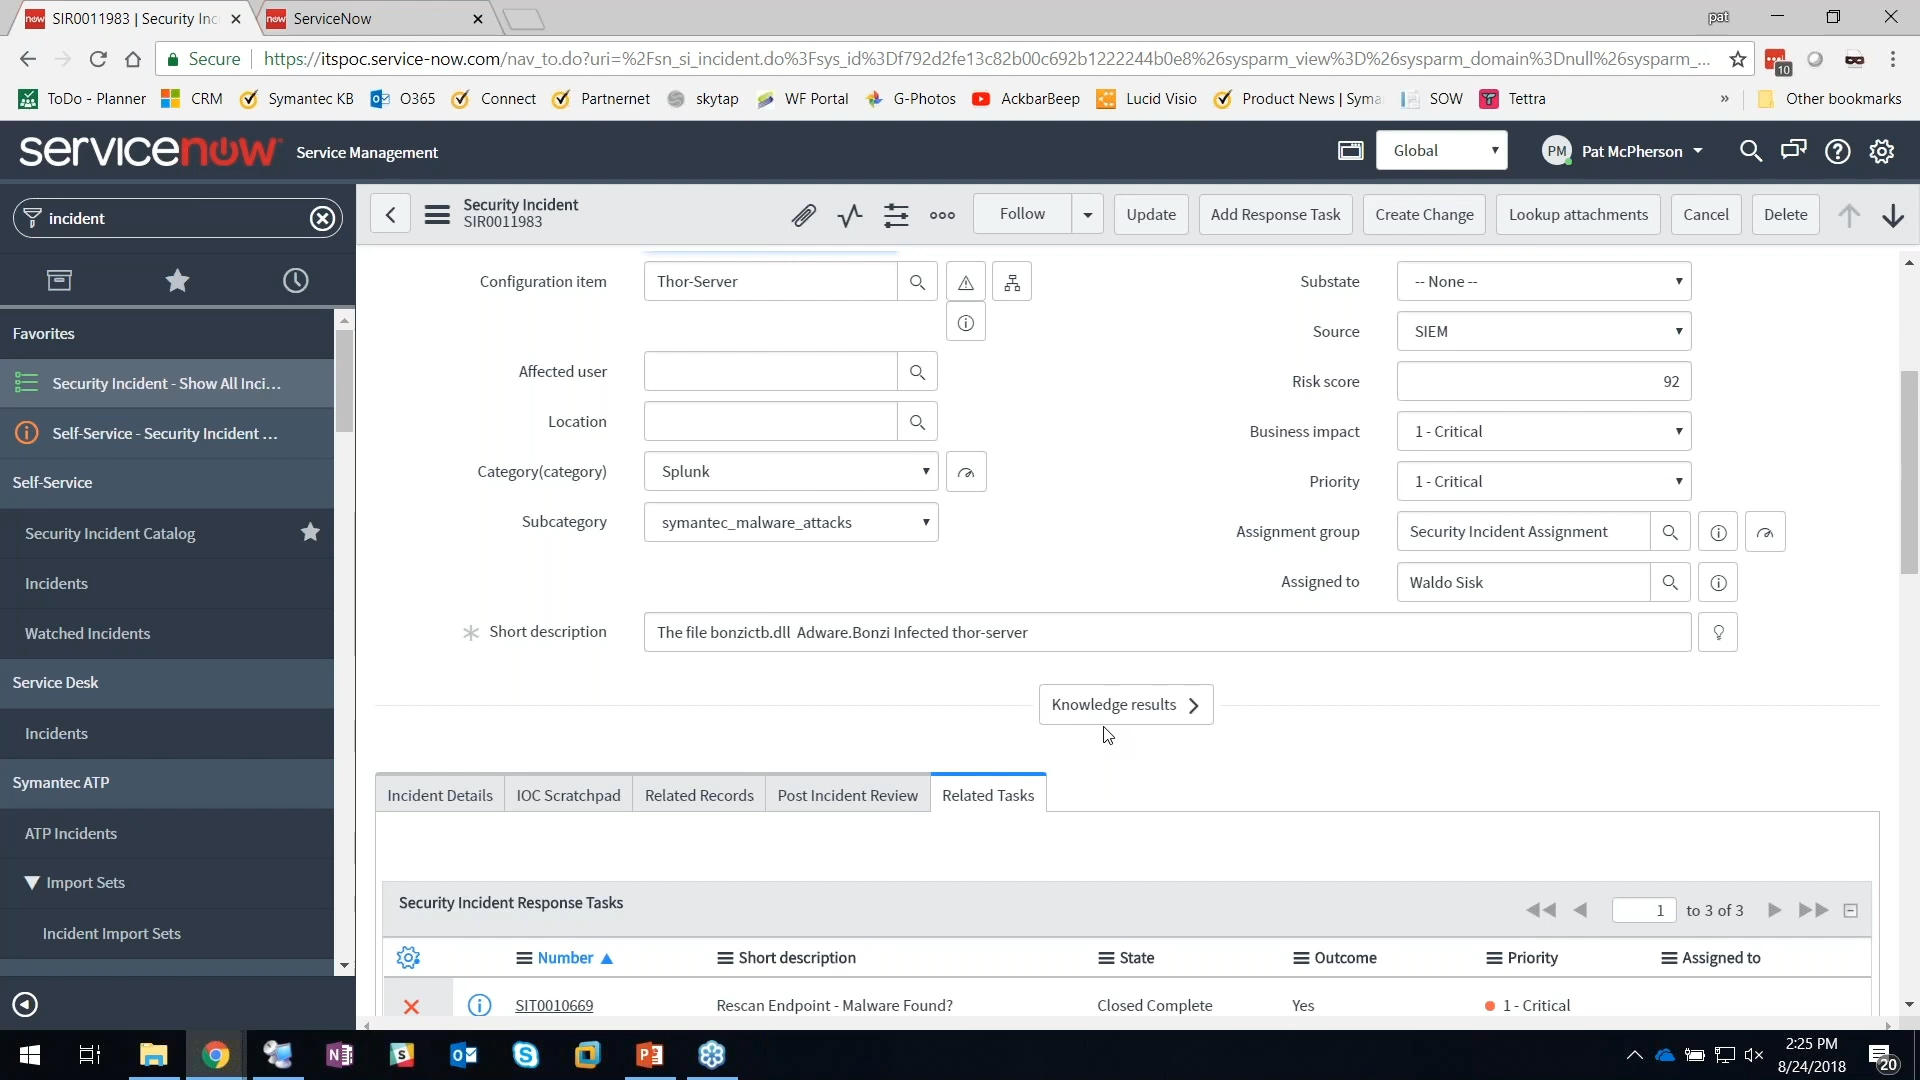 SIR0011983 | Security Inc
ServiceNow
pat
Secure
https://itspoc.service-now.com/nav_to.do?uri=%2Fsn_si_incident.do%3Fsys_id%3Df792d2fe13c82b00c692b1222244b0e8%26sysparm_view%3D%26sysparm_domain%3Dnull%26sysparm_...
10
ToDo - Planner
CRM
Symantec KB
O365
Connect
Partnernet
skytap
WF Portal
G-Photos
AckbarBeep
Lucid Visio
Product News | Syma
SOW
Tettra
»
Other bookmarks
servicenow Service Management
Global
PM
Pat McPherson
incident
Security Incident
SIR0011983
Follow
Update
Add Response Task
Create Change
Lookup attachments
Cancel
Delete
Favorites
Security Incident - Show All Inci...
Self-Service - Security Incident ...
Self-Service
Security Incident Catalog
Incidents
Watched Incidents
Service Desk
Incidents
Symantec ATP
ATP Incidents
Import Sets
Incident Import Sets
Configuration item
Thor-Server
Affected user
Location
Category(category)
Splunk
Subcategory
symantec_malware_attacks
Substate
-- None --
Source
SIEM
Risk score
92
Business impact
1 - Critical
Priority
1 - Critical
Assignment group
Security Incident Assignment
Assigned to
Waldo Sisk
Short description
The file bonzictb.dll  Adware.Bonzi Infected thor-server
Knowledge results
Incident Details
IOC Scratchpad
Related Records
Post Incident Review
Related Tasks
Security Incident Response Tasks
1 to 3 of 3
Number
Short description
State
Outcome
Priority
Assigned to
SIT0010669
Rescan Endpoint - Malware Found?
Closed Complete
Yes
1 - Critical
2:25 PM
8/24/2018
20